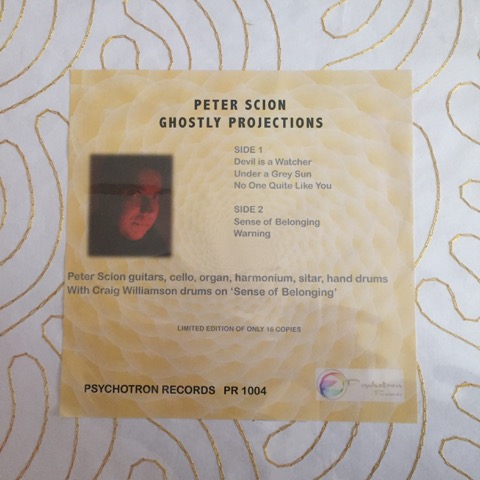 PETER SCION
GHOSTLY PROJECTIONS
SIDE 1
Devil is a Watcher
Under a Grey Sun
No One Quite Like You
SIDE 2
Sense of Belonging
Warning
Peter Scion guitars, cello, organ, harmonium, sitar, hand drums
With Craig Williamson drums on ‘Sense of Belonging’
LIMITED EDITION OF ONLY 16 COPIES
PSYCHOTRON RECORDS PR 1004